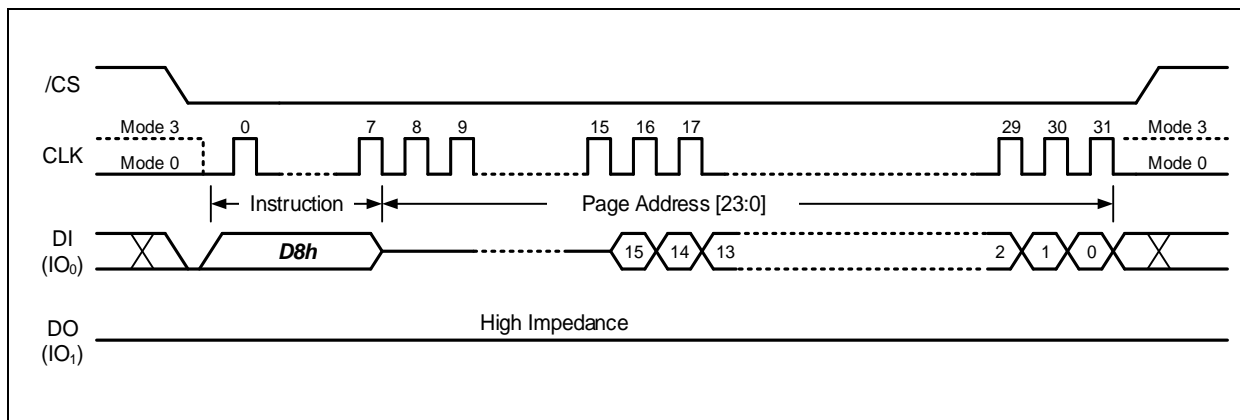 /CS
Mode 3 0 7 8 9 15 16 17 29 30 31 Mode 3
CLK
Mode 0 Mode 0
Instruction Page Address [23:0]
DI
(IO₀)
D8h 15 14 13 2 1 0
High Impedance
DO
(IO₁)